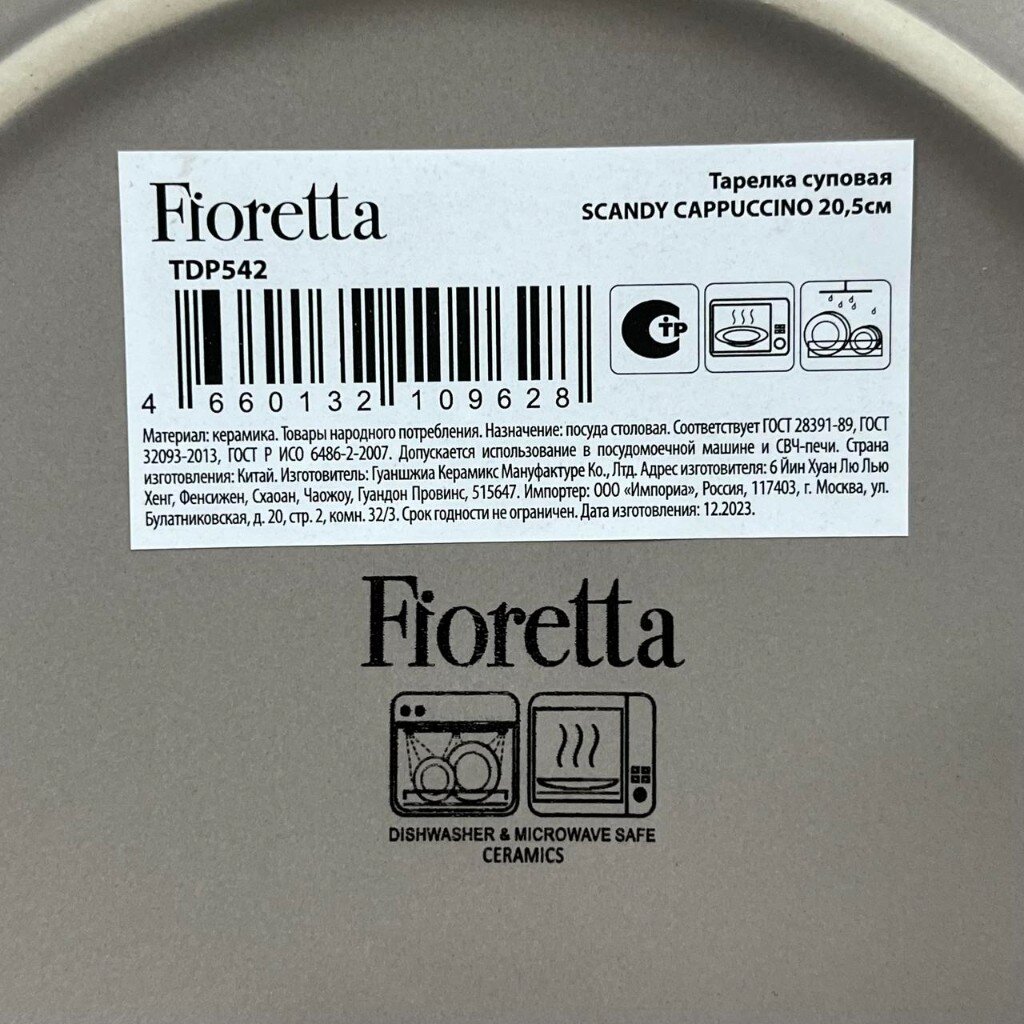 Fioretta
Тарелка суповая
SCANDY CAPPUCCINO 20,5см
TDP542
4 660132 109628
Материал: керамика. Товары народного потребления. Назначение: посуда столовая. Соответствует ГОСТ 28391-89, ГОСТ
32093-2013, ГОСТ Р ИСО 6486-2-2007. Допускается использование в посудомоечной машине и СВЧ-печи. Страна
изготовления: Китай. Изготовитель: Гуаншжиа Керамикс Мануфактуре Ко., Лтд. Адрес изготовителя: 6 Йин Хуан Лю Лью
Хенг, Фенсижен, Схаоан, Чаожоу, Гуандон Провинс, 515647. Импортер: ООО «Импориа», Россия, 117403, г. Москва, ул.
Булатниковская, д. 20, стр. 2, комн. 32/3. Срок годности не ограничен. Дата изготовления: 12.2023.
Fioretta
DISHWASHER & MICROWAVE SAFE
CERAMICS